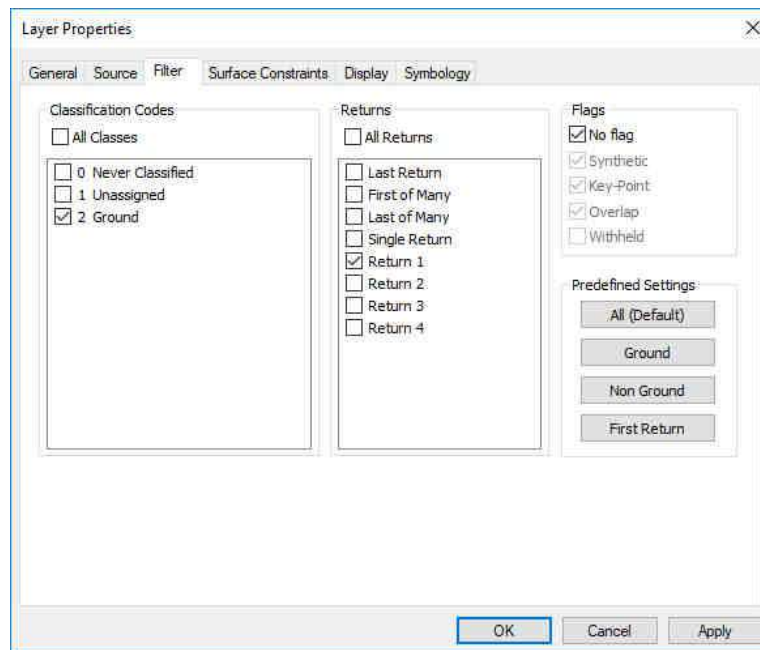 Layer Properties
General Source Filter Surface Constraints Display Symbology
Classification Codes
All Classes
0 Never Classified
1 Unassigned
2 Ground
Returns
All Returns
Last Return
First of Many
Last of Many
Single Return
Return 1
Return 2
Return 3
Return 4
Flags
No flag
Synthetic
Key-Point
Overlap
Withheld
Predefined Settings
All (Default)
Ground
Non Ground
First Return
OK Cancel Apply